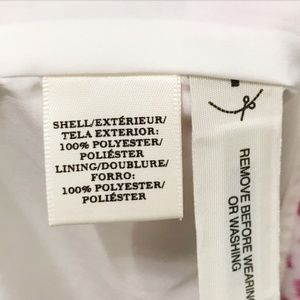 SHELL/EXTÉRIEUR/
TELA EXTERIOR:
100% POLYESTER/
POLIÉSTER
LINING/DOUBLURE/
FORRO:
100% POLYESTER/
POLIÉSTER
REMOVE BEFORE WEARING
OR WASHING